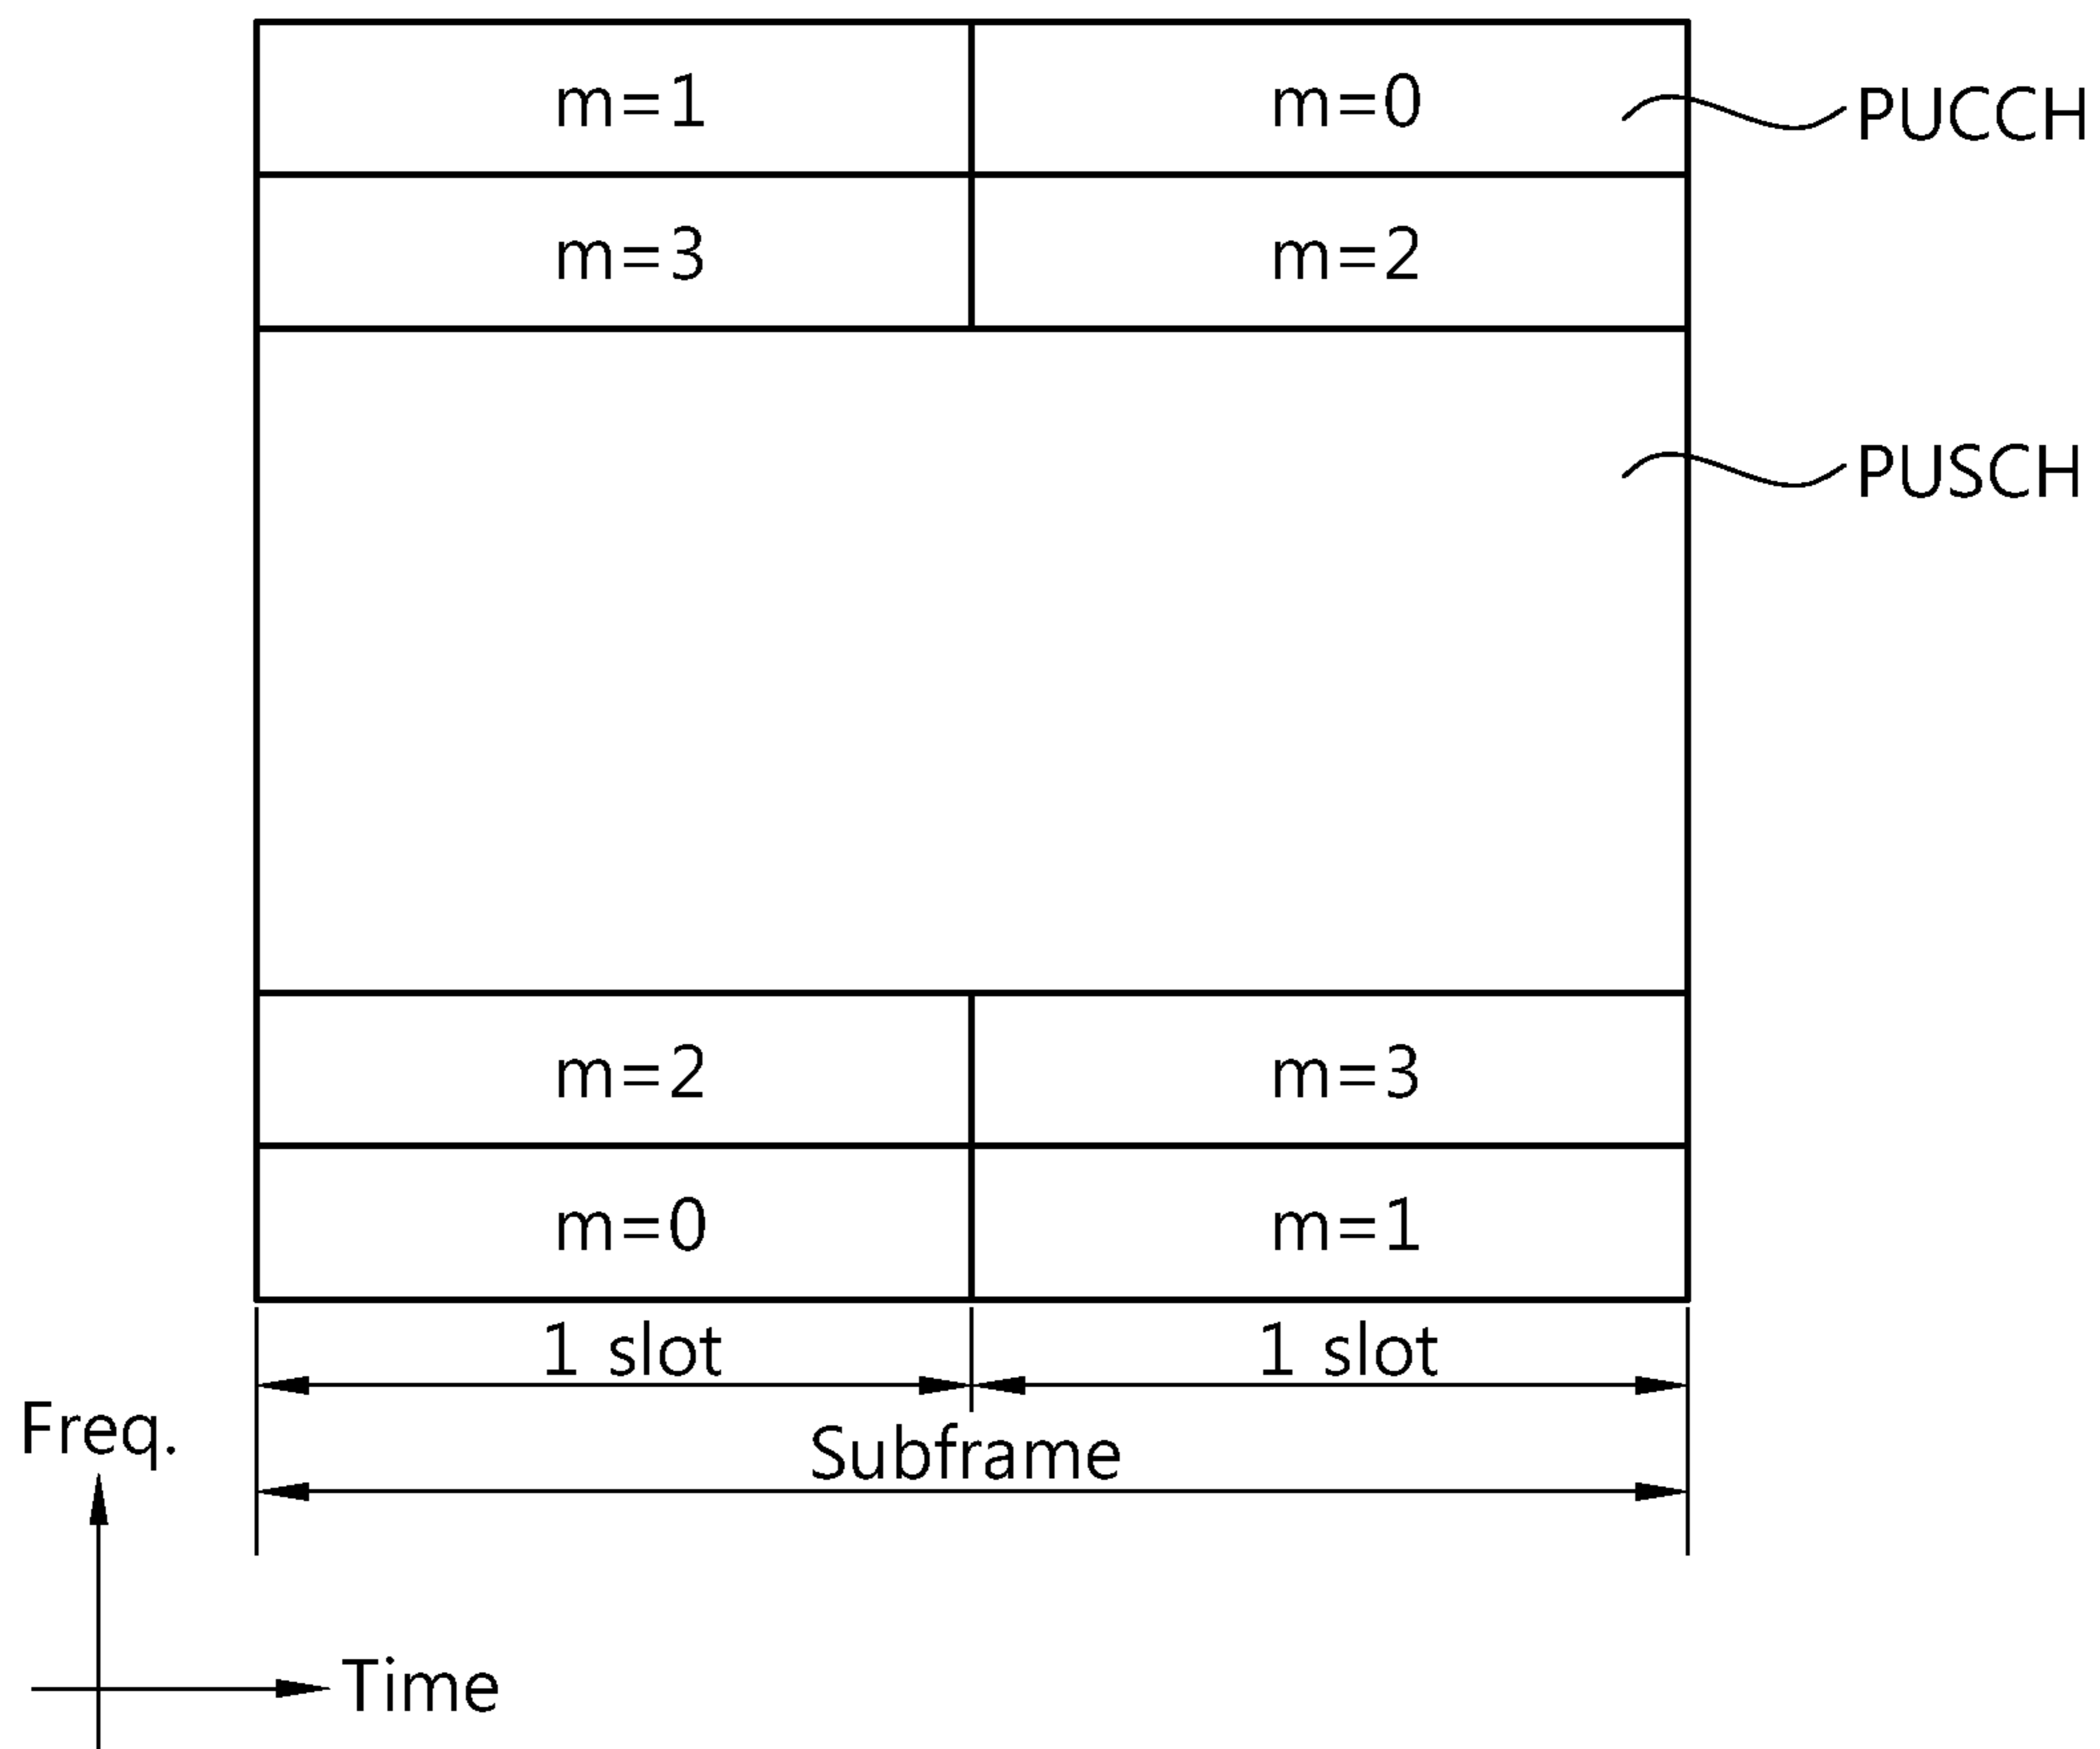 m=1 m=0 PUCCH
m=3 m=2
PUSCH
m=2 m=3
m=0 m=1
1 slot 1 slot
Freq. Subframe
Time